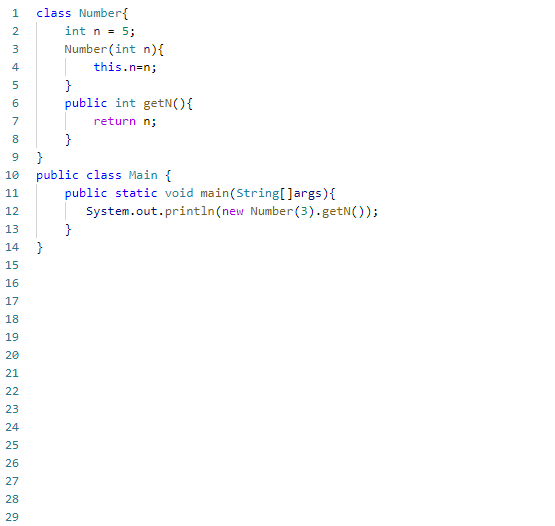 1 class Number{
2 int n = 5;
3 Number(int n){
4 this.n=n;
5 }
6 public int getN(){
7 return n;
8 }
9 }
10 public class Main {
11 public static void main(String[]args){
12 System.out.println(new Number(3).getN());
13 }
14 }
15
16
17
18
19
20
21
22
23
24
25
26
27
28
29